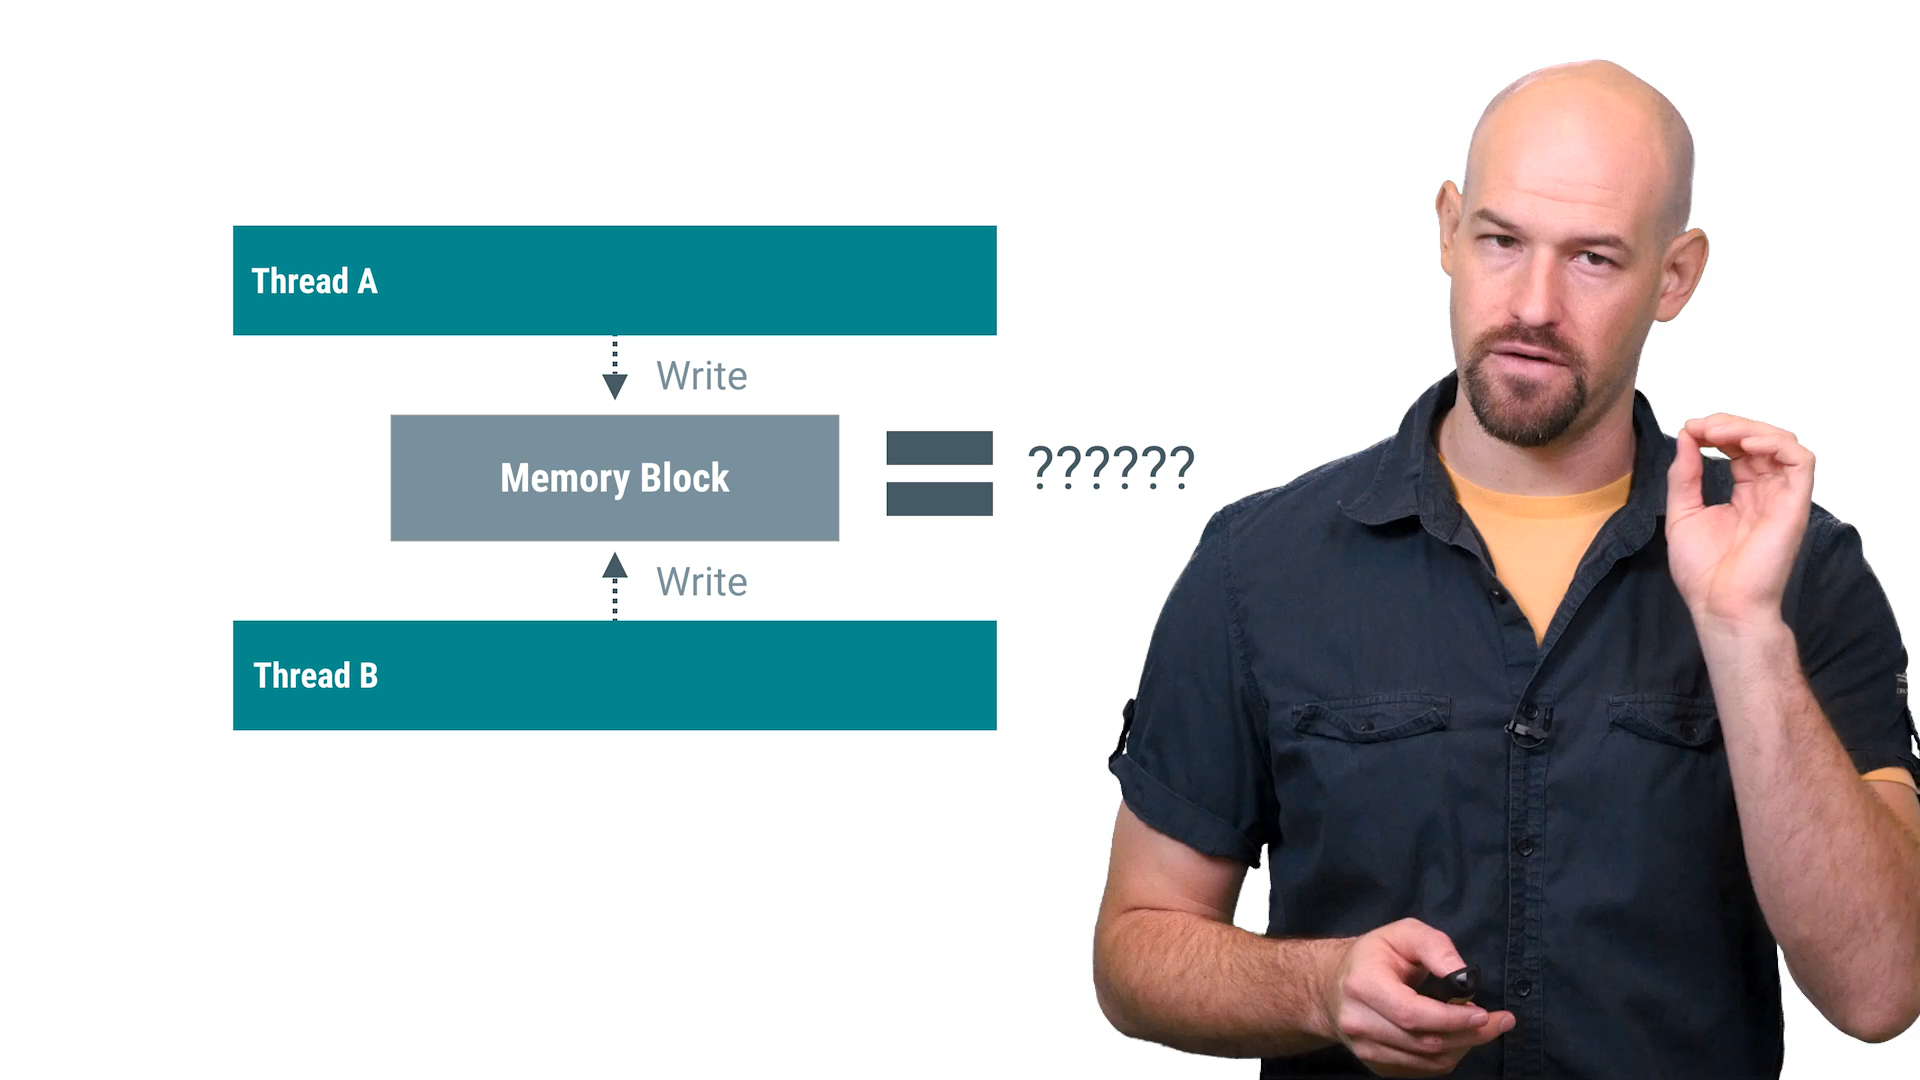 Thread A
Write
Memory Block
??????
Write
Thread B